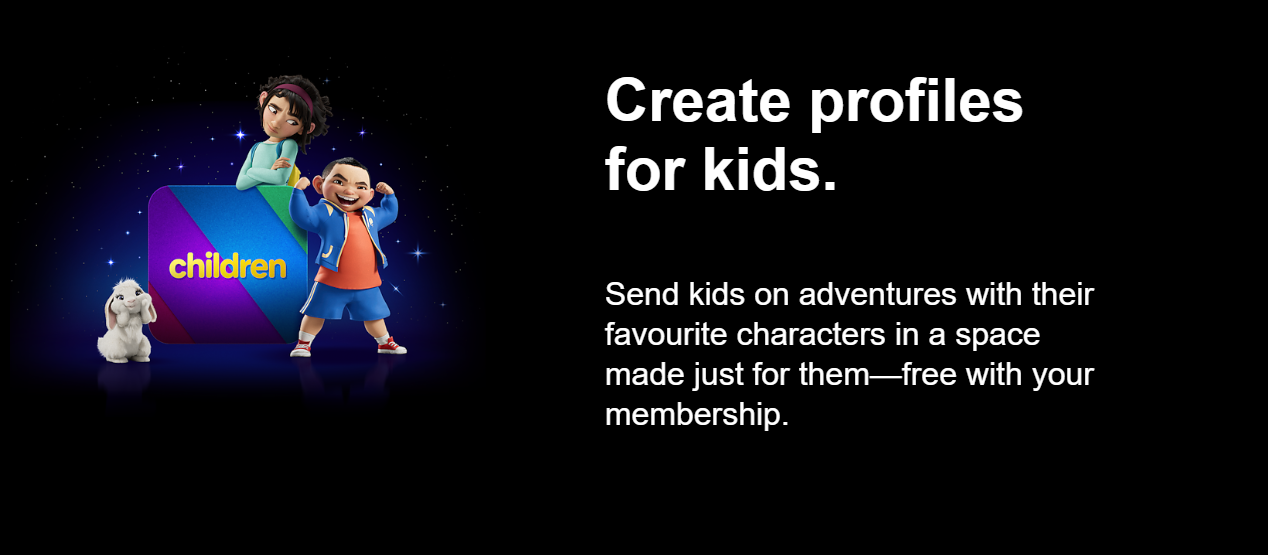 Create profiles
for kids.
children
Send kids on adventures with their
favourite characters in a space
made just for them—free with your
membership.